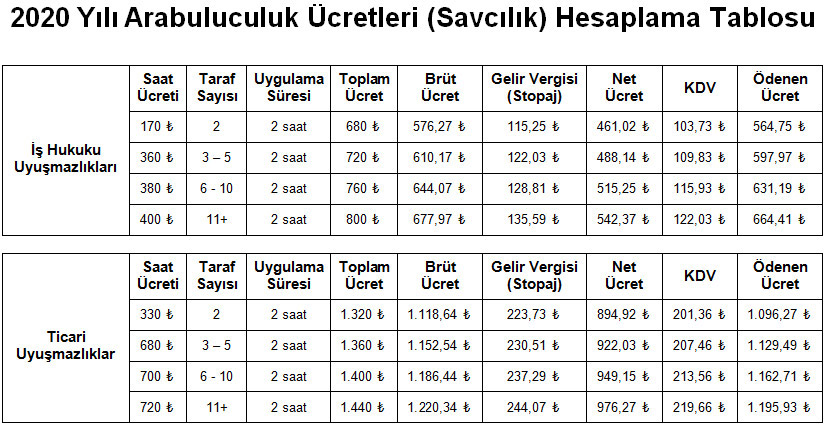 2020 Yılı Arabuluculuk Ücretleri (Savcılık) Hesaplama Tablosu
İş Hukuku Uyuşmazlıkları
Saat Ücreti Taraf Sayısı Uygulama Süresi Toplam Ücret Brüt Ücret Gelir Vergisi (Stopaj) Net Ücret KDV Ödenen Ücret
170 ₺ 2 2 saat 680 ₺ 576,27 ₺ 115,25 ₺ 461,02 ₺ 103,73 ₺ 564,75 ₺
360 ₺ 3 – 5 2 saat 720 ₺ 610,17 ₺ 122,03 ₺ 488,14 ₺ 109,83 ₺ 597,97 ₺
380 ₺ 6 - 10 2 saat 760 ₺ 644,07 ₺ 128,81 ₺ 515,25 ₺ 115,93 ₺ 631,19 ₺
400 ₺ 11+ 2 saat 800 ₺ 677,97 ₺ 135,59 ₺ 542,37 ₺ 122,03 ₺ 664,41 ₺
Ticari Uyuşmazlıklar
Saat Ücreti Taraf Sayısı Uygulama Süresi Toplam Ücret Brüt Ücret Gelir Vergisi (Stopaj) Net Ücret KDV Ödenen Ücret
330 ₺ 2 2 saat 1.320 ₺ 1.118,64 ₺ 223,73 ₺ 894,92 ₺ 201,36 ₺ 1.096,27 ₺
680 ₺ 3 – 5 2 saat 1.360 ₺ 1.152,54 ₺ 230,51 ₺ 922,03 ₺ 207,46 ₺ 1.129,49 ₺
700 ₺ 6 - 10 2 saat 1.400 ₺ 1.186,44 ₺ 237,29 ₺ 949,15 ₺ 213,56 ₺ 1.162,71 ₺
720 ₺ 11+ 2 saat 1.440 ₺ 1.220,34 ₺ 244,07 ₺ 976,27 ₺ 219,66 ₺ 1.195,93 ₺